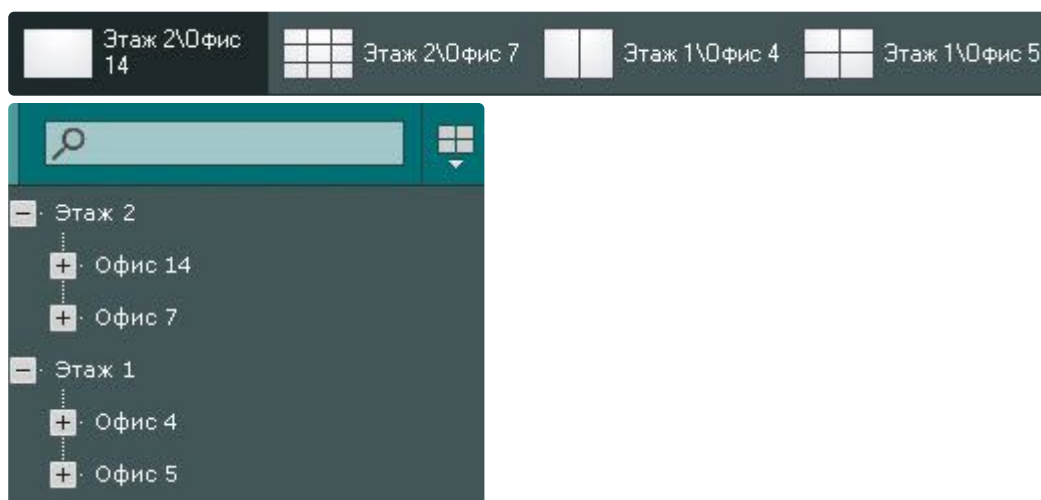 Этаж 2\Офис
14
Этаж 2\Офис 7
Этаж 1\Офис 4
Этаж 1\Офис 5
Этаж 2
Офис 14
Офис 7
Этаж 1
Офис 4
Офис 5